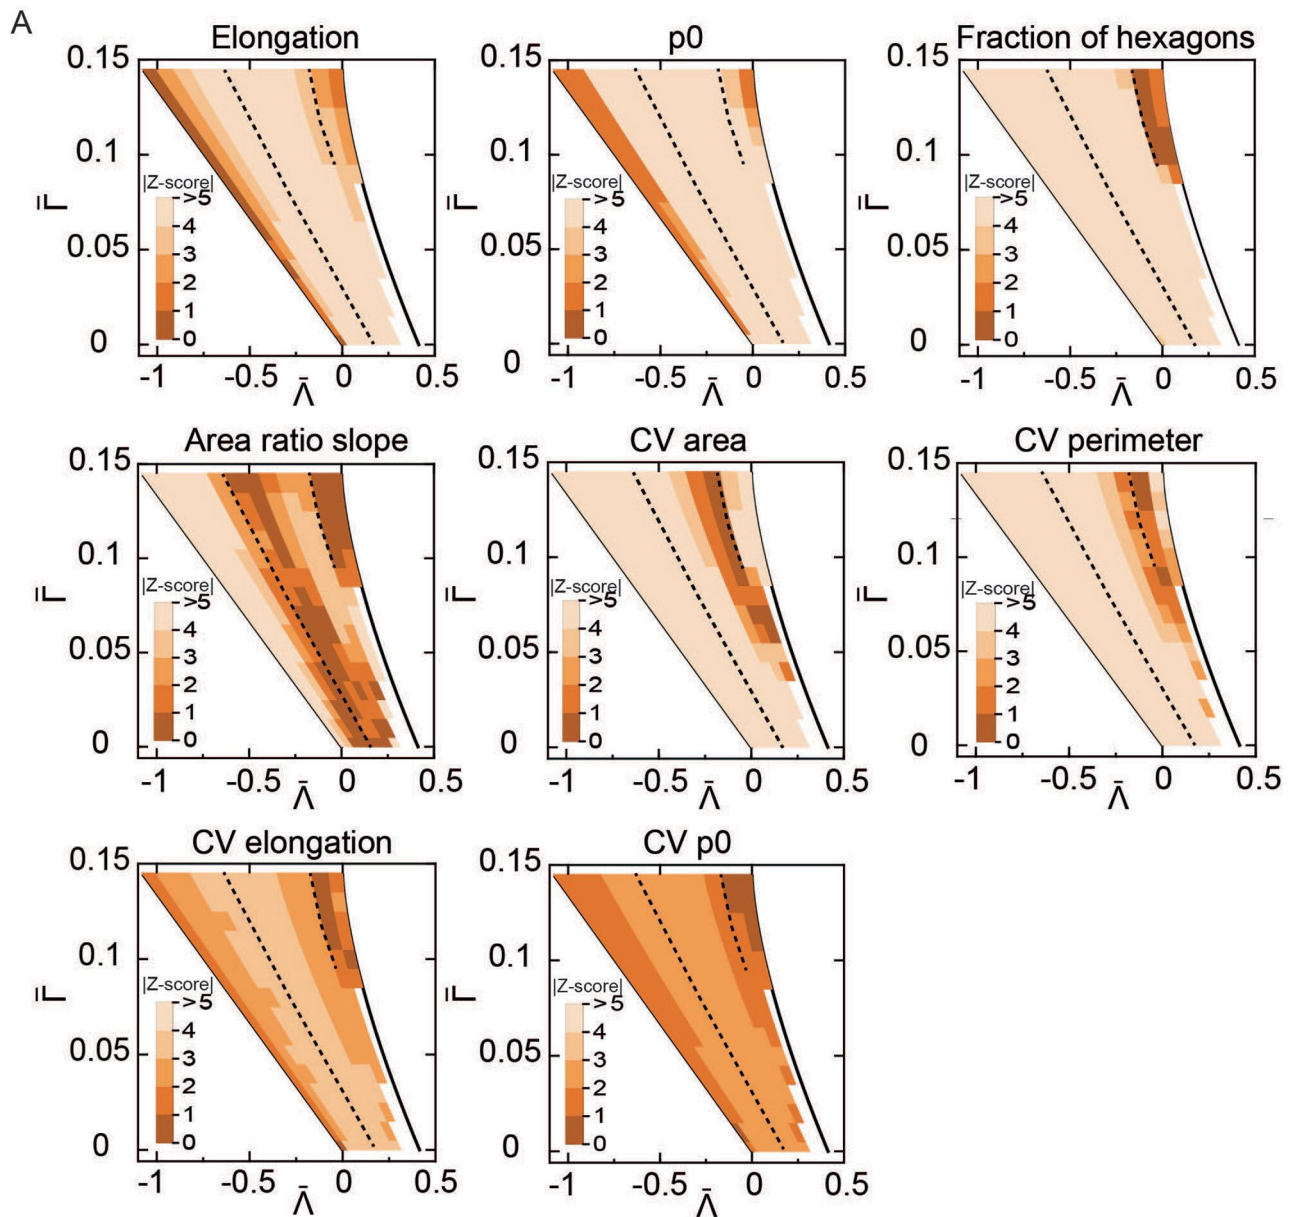 A
Elongation
0.15
0.1
0.05
0
Γ̄
|Z-score|
>5
4
3
2
1
0
-1 -0.5 0 0.5
Λ̄
p0
0.15
0.1
0.05
0
Γ̄
|Z-score|
>5
4
3
2
1
0
-1 -0.5 0 0.5
Λ̄
Fraction of hexagons
0.15
0.1
0.05
0
Γ̄
|Z-score|
>5
4
3
2
1
0
-1 -0.5 0 0.5
Λ̄
Area ratio slope
0.15
0.1
0.05
0
Γ̄
|Z-score|
>5
4
3
2
1
0
-1 -0.5 0 0.5
Λ̄
CV area
0.15
0.1
0.05
0
Γ̄
|Z-score|
>5
4
3
2
1
0
-1 -0.5 0 0.5
Λ̄
CV perimeter
0.15
0.1
0.05
0
Γ̄
|Z-score|
>5
4
3
2
1
0
-1 -0.5 0 0.5
Λ̄
CV elongation
0.15
0.1
0.05
0
Γ̄
|Z-score|
>5
4
3
2
1
0
-1 -0.5 0 0.5
Λ̄
CV p0
0.15
0.1
0.05
0
Γ̄
|Z-score|
>5
4
3
2
1
0
-1 -0.5 0 0.5
Λ̄